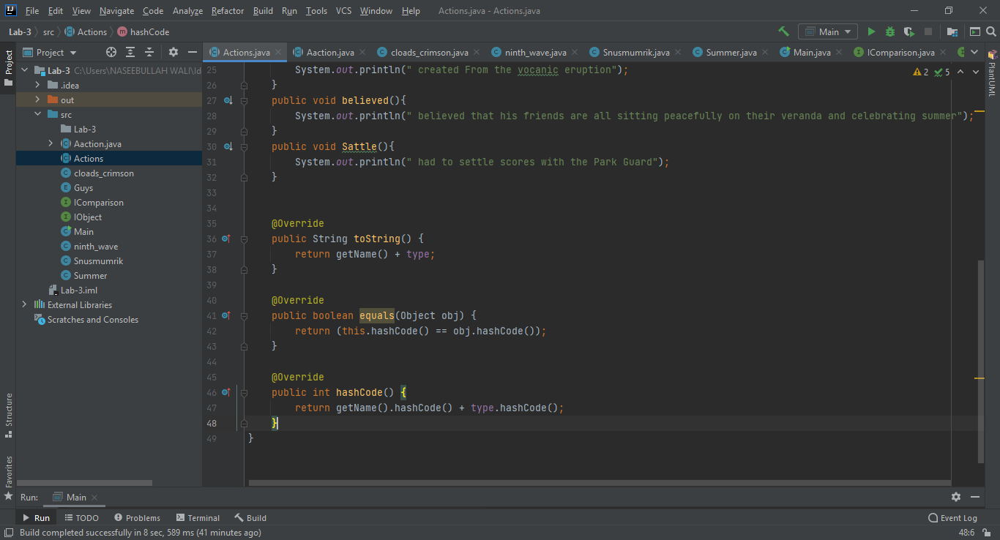 File Edit View Navigate Code Analyze Refactor Build Run Tools VCS Window Help Actions.java - Actions.java
Lab-3 src Actions hashCode Main
Project
Actions.java Aaction.java cloads_crimson.java ninth_wave.java Snusmumrik.java Summer.java Main.java IComparison.java
Lab-3 C:\Users\NASEEBULLAH WALI\Id
.idea
out
src
Lab-3
Aaction.java
Actions
cloads_crimson
Guys
IComparison
IObject
Main
ninth_wave
Snusmumrik
Summer
Lab-3.iml
External Libraries
Scratches and Consoles
2 5
25 System.out.println(" created From the vocanic eruption");
26 }
27 public void believed(){
28 System.out.println(" believed that his friends are all sitting peacefully on their veranda and celebrating summer");
29 }
30 public void Sattle(){
31 System.out.println(" had to settle scores with the Park Guard");
32 }
33
34
35 @Override
36 public String toString() {
37 return getName() + type;
38 }
39
40 @Override
41 public boolean equals(Object obj) {
42 return (this.hashCode() == obj.hashCode());
43 }
44
45 @Override
46 public int hashCode() {
47 return getName().hashCode() + type.hashCode();
48 }
49 }
Project
Structure
Favorites
PlantUML
Run: Main
Run TODO Problems Terminal Build Event Log
Build completed successfully in 8 sec, 589 ms (41 minutes ago) 48:6